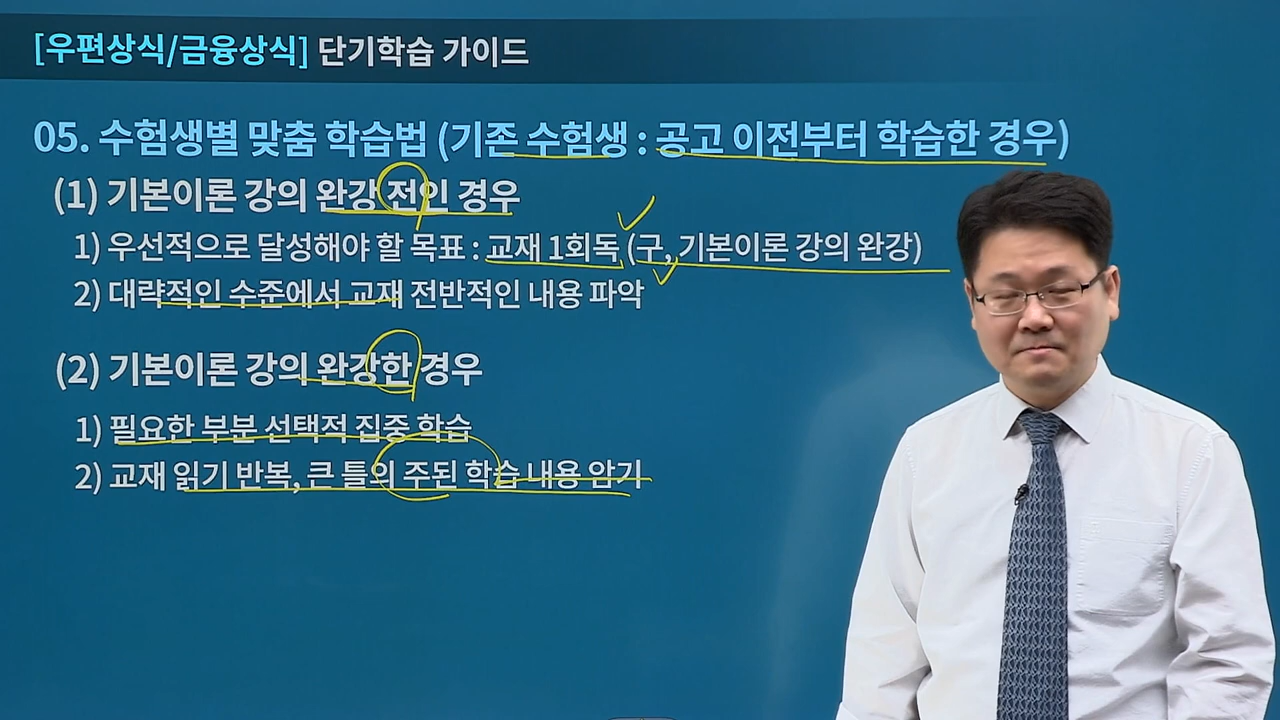 [우편상식/금융상식] 단기학습 가이드
05. 수험생별 맞춤 학습법 (기존 수험생 : 공고 이전부터 학습한 경우)
(1) 기본이론 강의 완강 전인 경우
1) 우선적으로 달성해야 할 목표 : 교재 1회독 (구, 기본이론 강의 완강)
2) 대략적인 수준에서 교재 전반적인 내용 파악
(2) 기본이론 강의 완강한 경우
1) 필요한 부분 선택적 집중 학습
2) 교재 읽기 반복, 큰 틀의 주된 학습 내용 암기